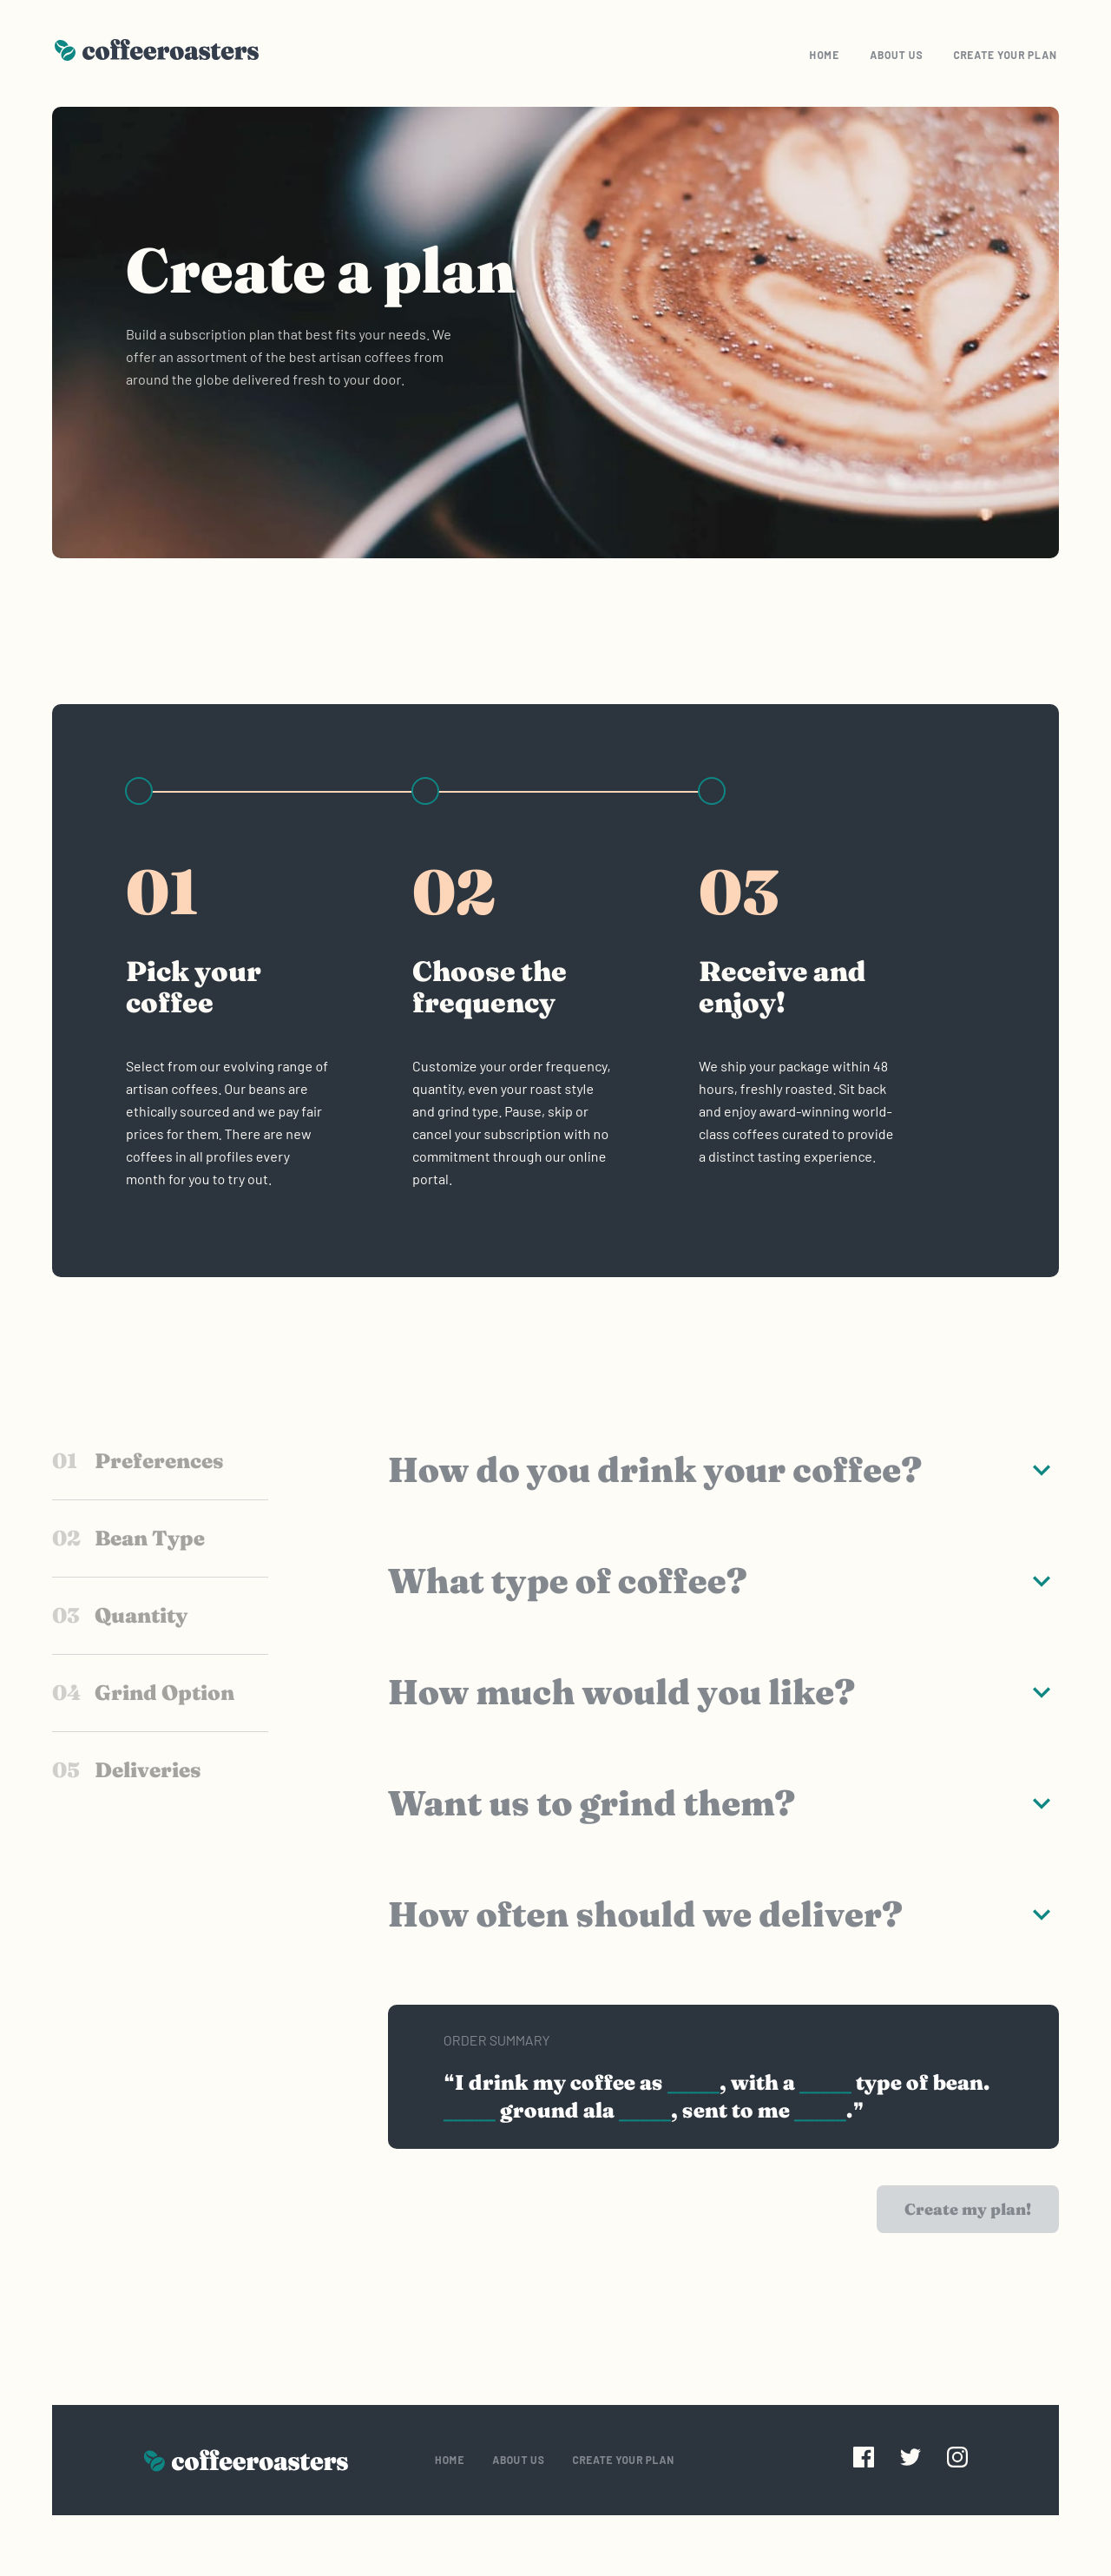 coffeeroasters
HOME ABOUT US CREATE YOUR PLAN
Create a plan
Build a subscription plan that best fits your needs. We
offer an assortment of the best artisan coffees from
around the globe delivered fresh to your door.
01
Pick your
coffee
Select from our evolving range of
artisan coffees. Our beans are
ethically sourced and we pay fair
prices for them. There are new
coffees in all profiles every
month for you to try out.
02
Choose the
frequency
Customize your order frequency,
quantity, even your roast style
and grind type. Pause, skip or
cancel your subscription with no
commitment through our online
portal.
03
Receive and
enjoy!
We ship your package within 48
hours, freshly roasted. Sit back
and enjoy award-winning world-
class coffees curated to provide
a distinct tasting experience.
01 Preferences
02 Bean Type
03 Quantity
04 Grind Option
05 Deliveries
How do you drink your coffee?
What type of coffee?
How much would you like?
Want us to grind them?
How often should we deliver?
ORDER SUMMARY
“I drink my coffee as _____, with a _____ type of bean.
_____ ground ala _____, sent to me _____.”
Create my plan!
coffeeroasters
HOME ABOUT US CREATE YOUR PLAN